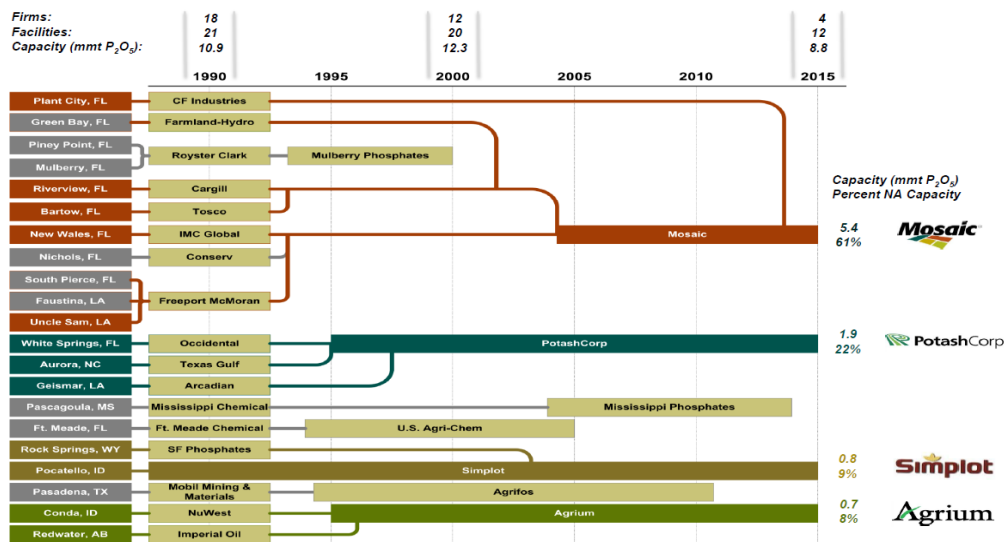 Firms: 18 12 4
Facilities: 21 20 12
Capacity (mmt P₂O₅): 10.9 12.3 8.8
1990 1995 2000 2005 2010 2015
Plant City, FL CF Industries
Green Bay, FL Farmland-Hydro
Piney Point, FL
Royster Clark Mulberry Phosphates
Mulberry, FL
Capacity (mmt P₂O₅)
Percent NA Capacity
Riverview, FL Cargill
Bartow, FL Tosco
New Wales, FL IMC Global Mosaic 5.4 Mosaic
61%
Nichols, FL Conserv
South Pierce, FL
Faustina, LA Freeport McMoran
Uncle Sam, LA
White Springs, FL Occidental PotashCorp 1.9 PotashCorp
22%
Aurora, NC Texas Gulf
Geismar, LA Arcadian
Pascagoula, MS Mississippi Chemical Mississippi Phosphates
Ft. Meade, FL Ft. Meade Chemical U.S. Agri-Chem
Rock Springs, WY SF Phosphates
Pocatello, ID Simplot 0.8 Simplot
9%
Pasadena, TX Mobil Mining & Agrifos
Materials
Conda, ID NuWest Agrium 0.7 Agrium
8%
Redwater, AB Imperial Oil